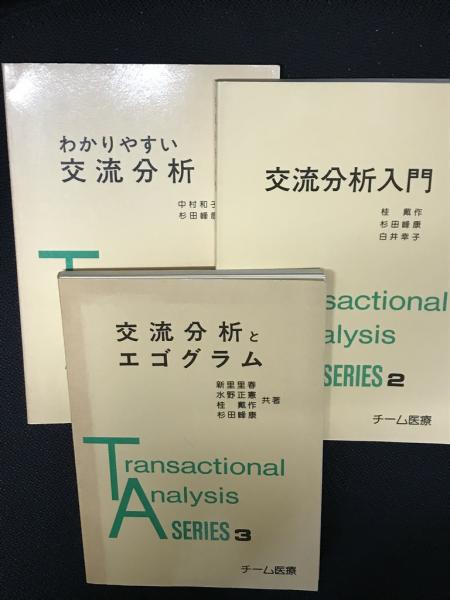 わかりやすい
交流分析
中村和子
杉田峰康
T
交流分析入門
桂 戴作
杉田峰康
白井幸子
sactional
alysis
SERIES 2
チーム医療
交流分析と
エゴグラム
新里里春
水野正憲
桂 戴作
杉田峰康
共著
Transactional
Analysis
SERIES 3
チーム医療